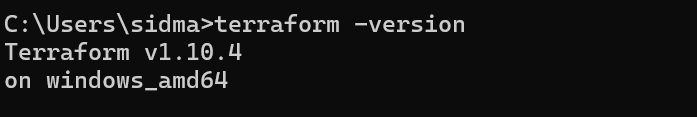 C:\Users\sidma>terraform -version
Terraform v1.10.4
on windows_amd64